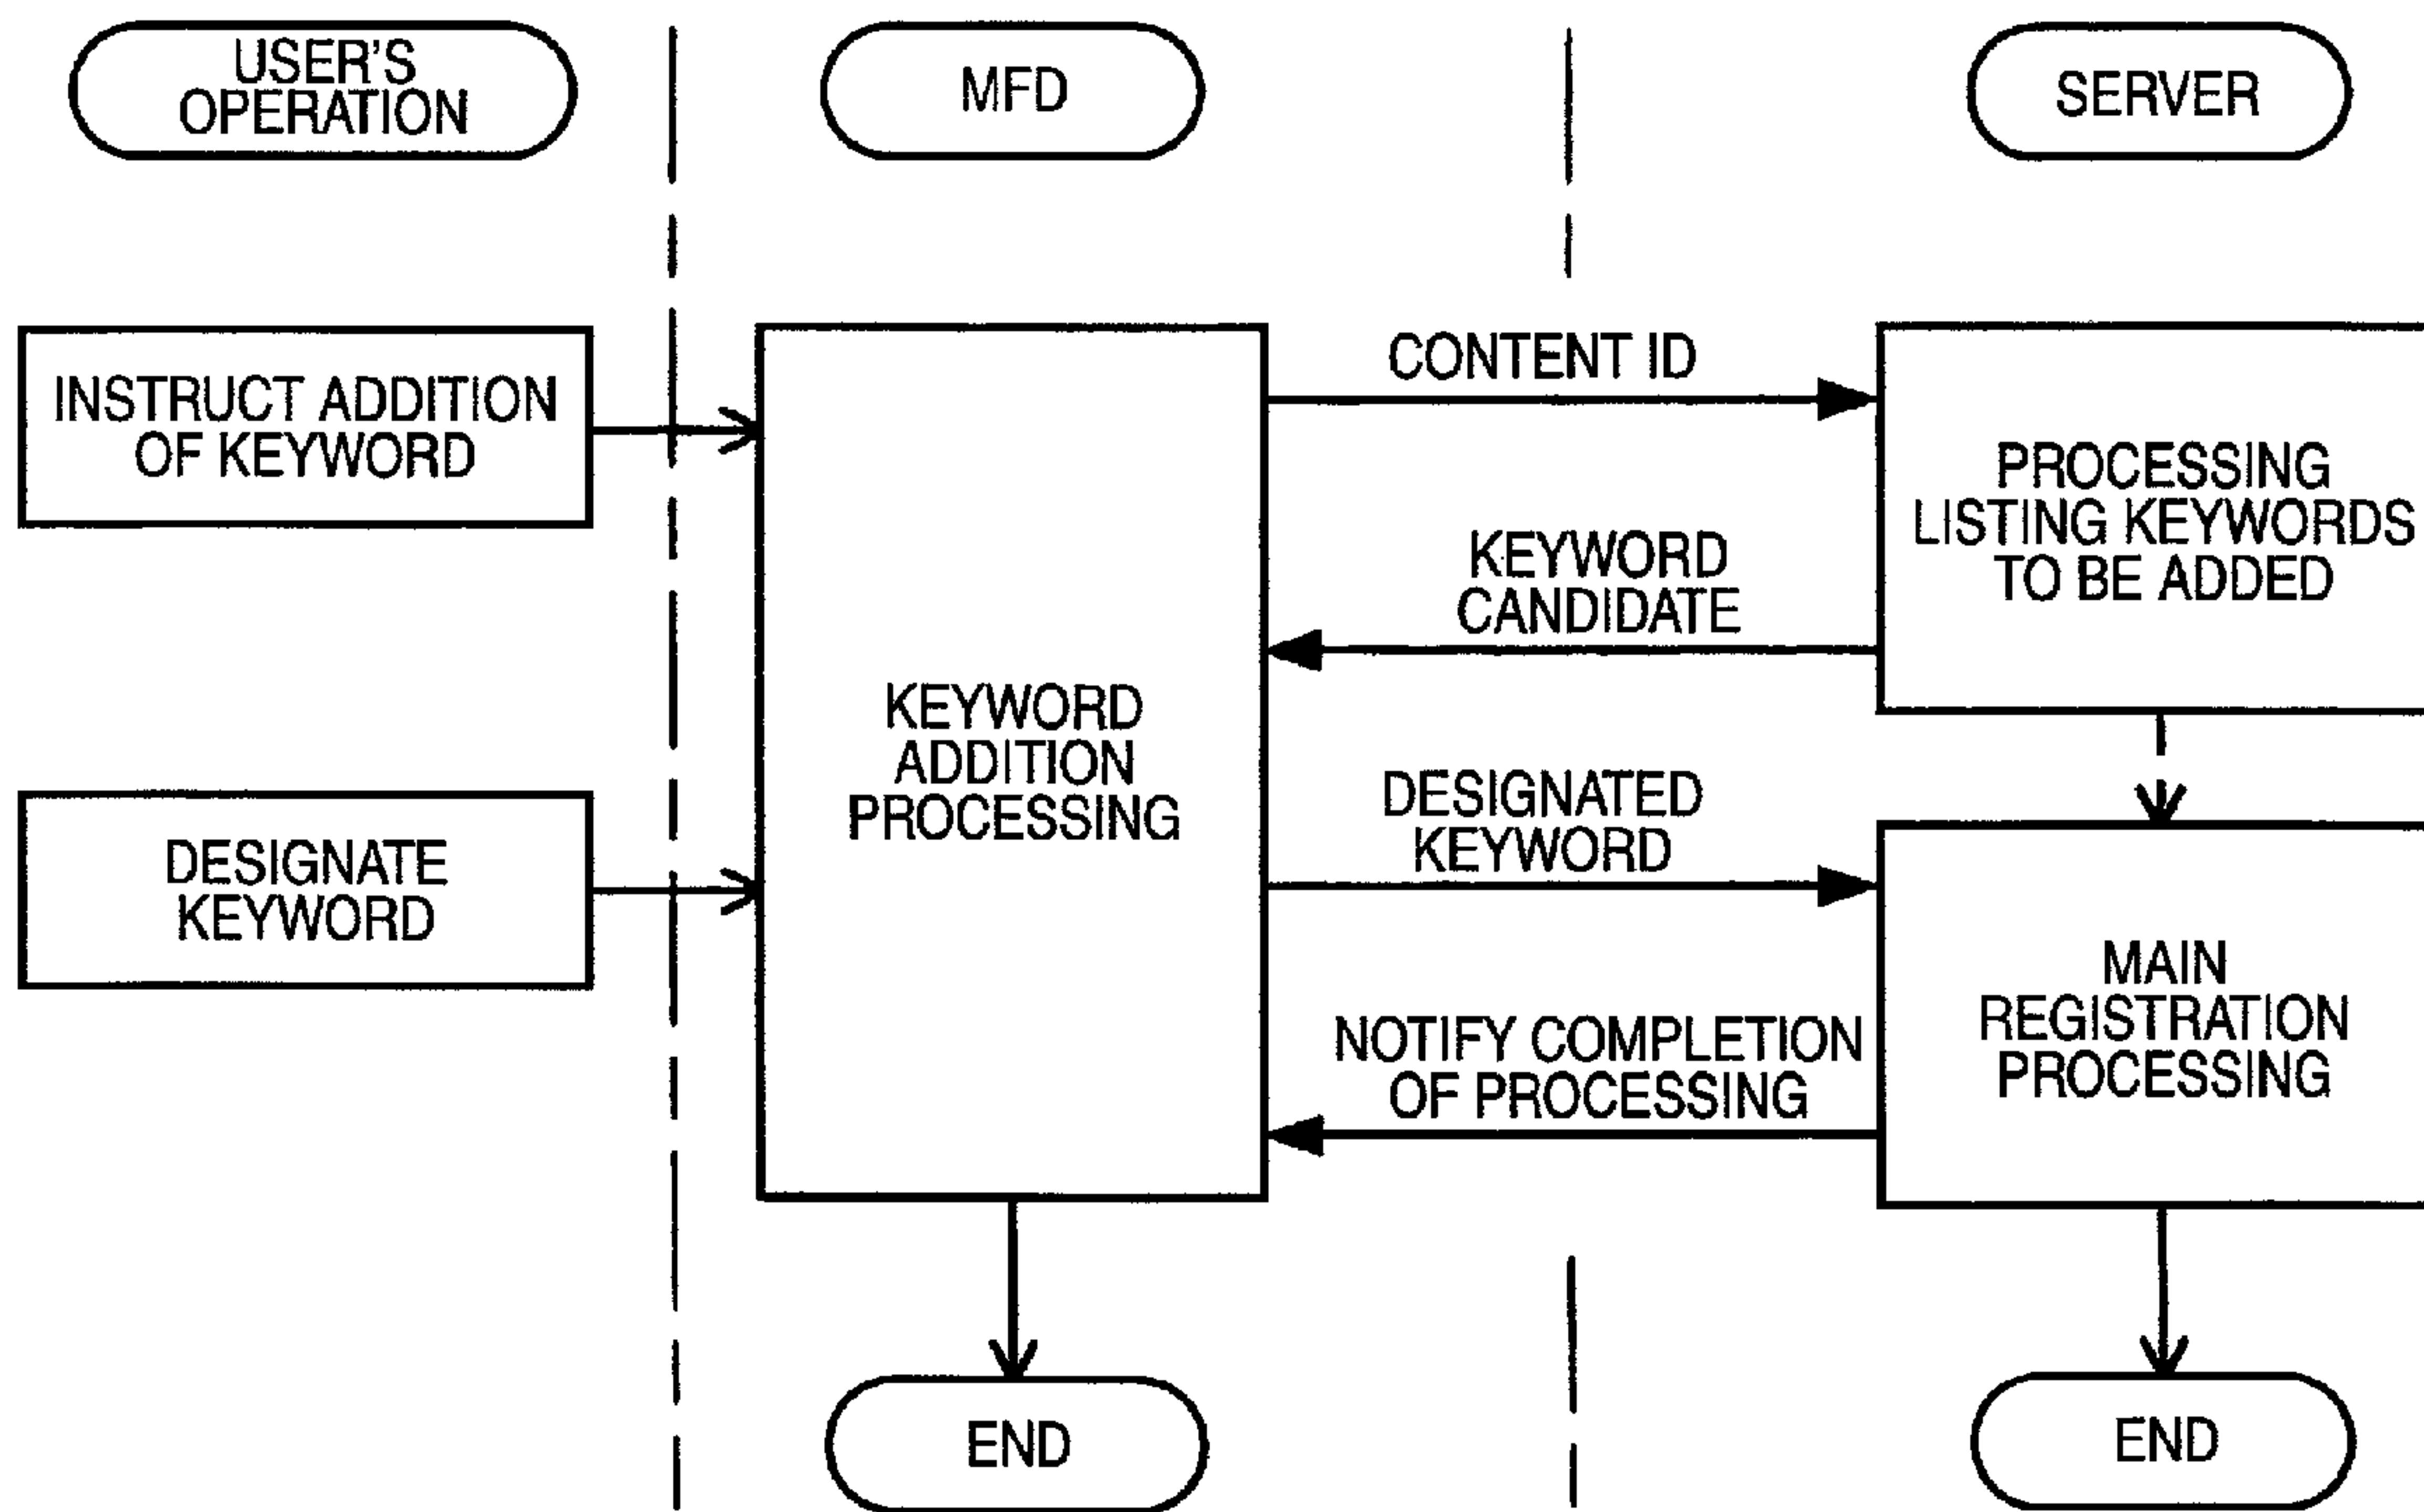 USER'S
OPERATION
MFD
SERVER
INSTRUCT ADDITION
OF KEYWORD
CONTENT ID
PROCESSING
LISTING KEYWORDS
TO BE ADDED
KEYWORD
CANDIDATE
KEYWORD
ADDITION
PROCESSING
DESIGNATE
KEYWORD
DESIGNATED
KEYWORD
MAIN
REGISTRATION
PROCESSING
NOTIFY COMPLETION
OF PROCESSING
END
END